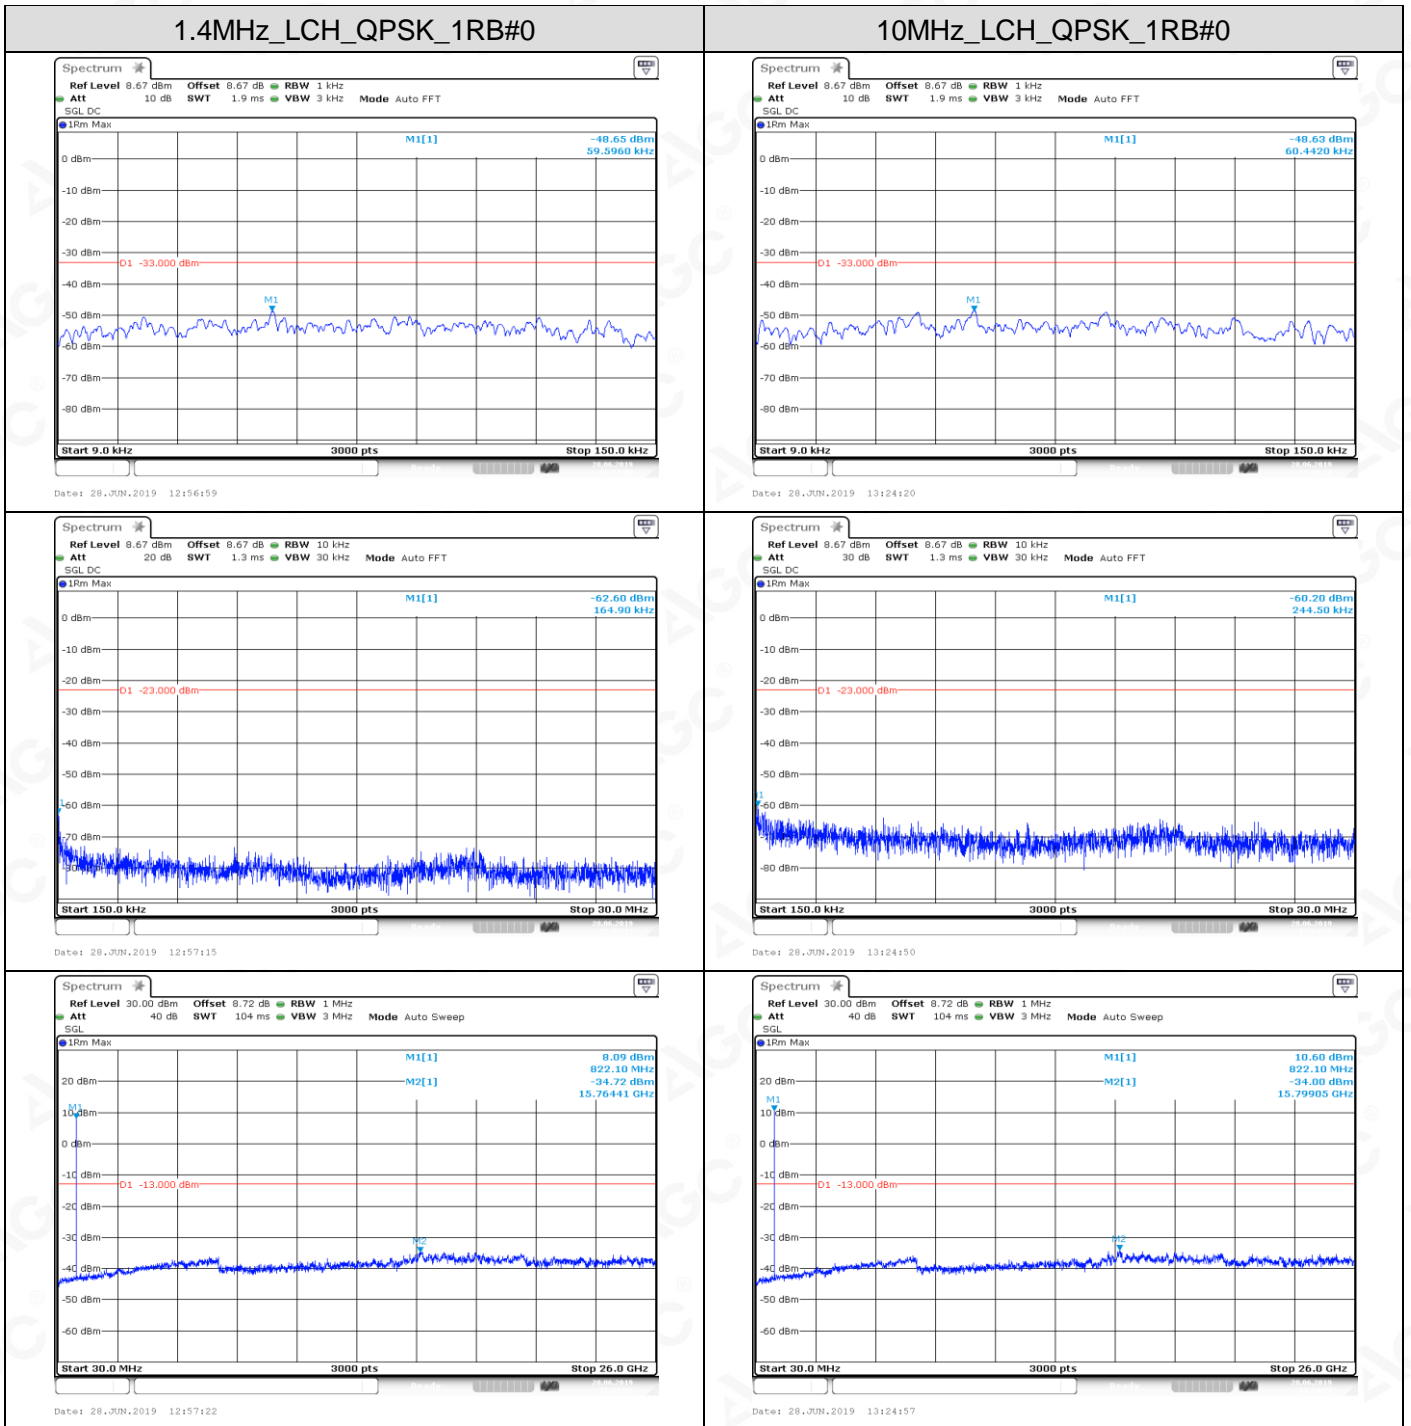 1.4MHz_LCH_QPSK_1RB#0
10MHz_LCH_QPSK_1RB#0
Spectrum
Ref Level 8.67 dBm Offset 8.67 dB RBW 1 kHz
Att 10 dB SWT 1.9 ms VBW 3 kHz Mode Auto FFT
SGL DC
1Rm Max
M1[1] -48.65 dBm
59.5960 kHz
0 dBm
-10 dBm
-20 dBm
-30 dBm
D1 -33.000 dBm
-40 dBm
M1
-50 dBm
-60 dBm
-70 dBm
-80 dBm
Start 9.0 kHz 3000 pts Stop 150.0 kHz
Date: 28.JUN.2019 12:56:59
Spectrum
Ref Level 8.67 dBm Offset 8.67 dB RBW 1 kHz
Att 10 dB SWT 1.9 ms VBW 3 kHz Mode Auto FFT
SGL DC
1Rm Max
M1[1] -48.63 dBm
60.4420 kHz
0 dBm
-10 dBm
-20 dBm
-30 dBm
D1 -33.000 dBm
-40 dBm
M1
-50 dBm
-60 dBm
-70 dBm
-80 dBm
Start 9.0 kHz 3000 pts Stop 150.0 kHz
Date: 28.JUN.2019 13:24:20
Spectrum
Ref Level 8.67 dBm Offset 8.67 dB RBW 10 kHz
Att 20 dB SWT 1.3 ms VBW 30 kHz Mode Auto FFT
SGL DC
1Rm Max
M1[1] -62.60 dBm
164.90 kHz
0 dBm
-10 dBm
-20 dBm
D1 -23.000 dBm
-30 dBm
-40 dBm
-50 dBm
-60 dBm
-70 dBm
-80 dBm
Start 150.0 kHz 3000 pts Stop 30.0 MHz
Date: 28.JUN.2019 12:57:15
Spectrum
Ref Level 8.67 dBm Offset 8.67 dB RBW 10 kHz
Att 30 dB SWT 1.3 ms VBW 30 kHz Mode Auto FFT
SGL DC
1Rm Max
M1[1] -60.20 dBm
244.50 kHz
0 dBm
-10 dBm
-20 dBm
D1 -23.000 dBm
-30 dBm
-40 dBm
-50 dBm
-60 dBm
-80 dBm
Start 150.0 kHz 3000 pts Stop 30.0 MHz
Date: 28.JUN.2019 13:24:50
Spectrum
Ref Level 30.00 dBm Offset 8.72 dB RBW 1 MHz
Att 40 dB SWT 104 ms VBW 3 MHz Mode Auto Sweep
SGL
1Rm Max
M1[1] 8.09 dBm
822.10 MHz
20 dBm M2[1] -34.72 dBm
15.76441 GHz
M1
10 dBm
0 dBm
-10 dBm
D1 -13.000 dBm
-20 dBm
-30 dBm
M2
-40 dBm
-50 dBm
-60 dBm
Start 30.0 MHz 3000 pts Stop 26.0 GHz
Date: 28.JUN.2019 12:57:22
Spectrum
Ref Level 30.00 dBm Offset 8.72 dB RBW 1 MHz
Att 40 dB SWT 104 ms VBW 3 MHz Mode Auto Sweep
SGL
1Rm Max
M1[1] 10.60 dBm
822.10 MHz
20 dBm M2[1] -34.00 dBm
15.79905 GHz
M1
10 dBm
0 dBm
-10 dBm
D1 -13.000 dBm
-20 dBm
-30 dBm
M2
-40 dBm
-50 dBm
-60 dBm
Start 30.0 MHz 3000 pts Stop 26.0 GHz
Date: 28.JUN.2019 13:24:57